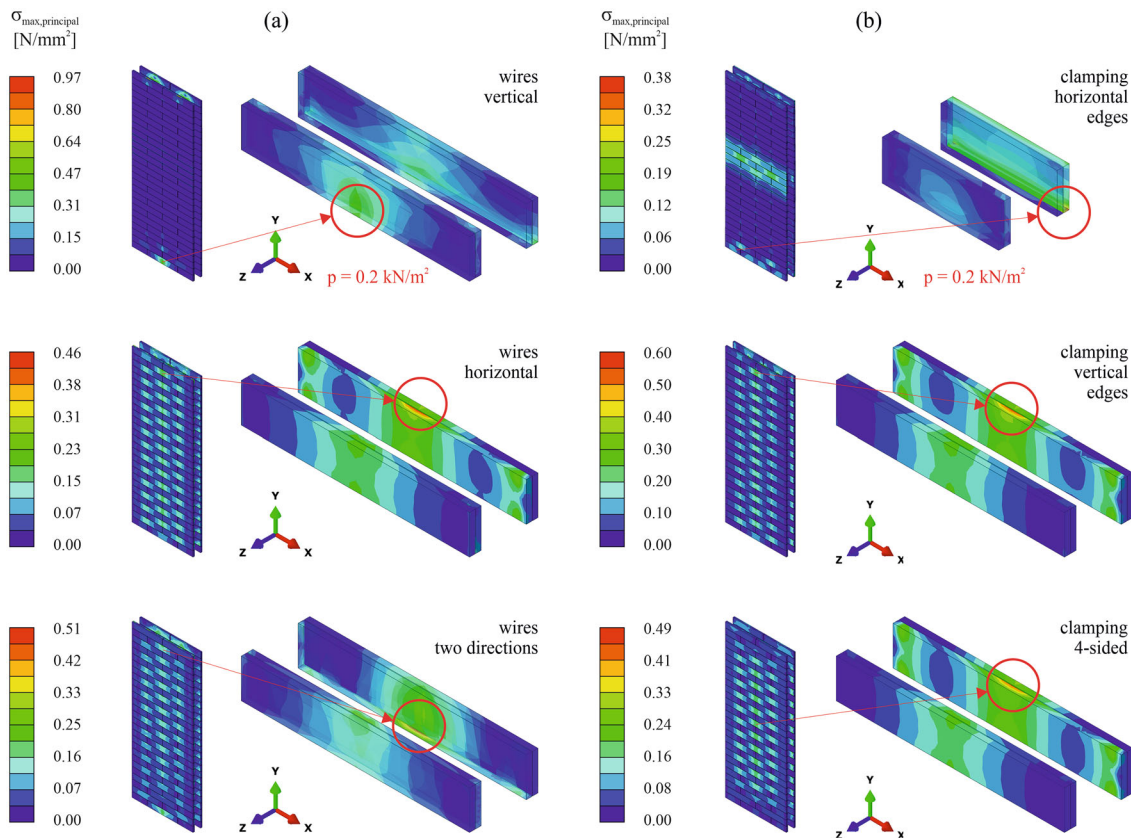 (a)
σmax,principal
[N/mm²]
0.97
0.80
0.64
0.47
0.31
0.15
0.00
wires
vertical
Y
Z
X
p = 0.2 kN/m²
0.46
0.38
0.31
0.23
0.15
0.07
0.00
wires
horizontal
Y
Z
X
0.51
0.42
0.33
0.25
0.16
0.07
0.00
wires
two directions
Y
Z
X
(b)
σmax,principal
[N/mm²]
0.38
0.32
0.25
0.19
0.12
0.06
0.00
clamping
horizontal
edges
Y
Z
X
p = 0.2 kN/m²
0.60
0.50
0.40
0.30
0.20
0.10
0.00
clamping
vertical
edges
Y
Z
X
0.49
0.41
0.33
0.24
0.16
0.08
0.00
clamping
4-sided
Y
Z
X